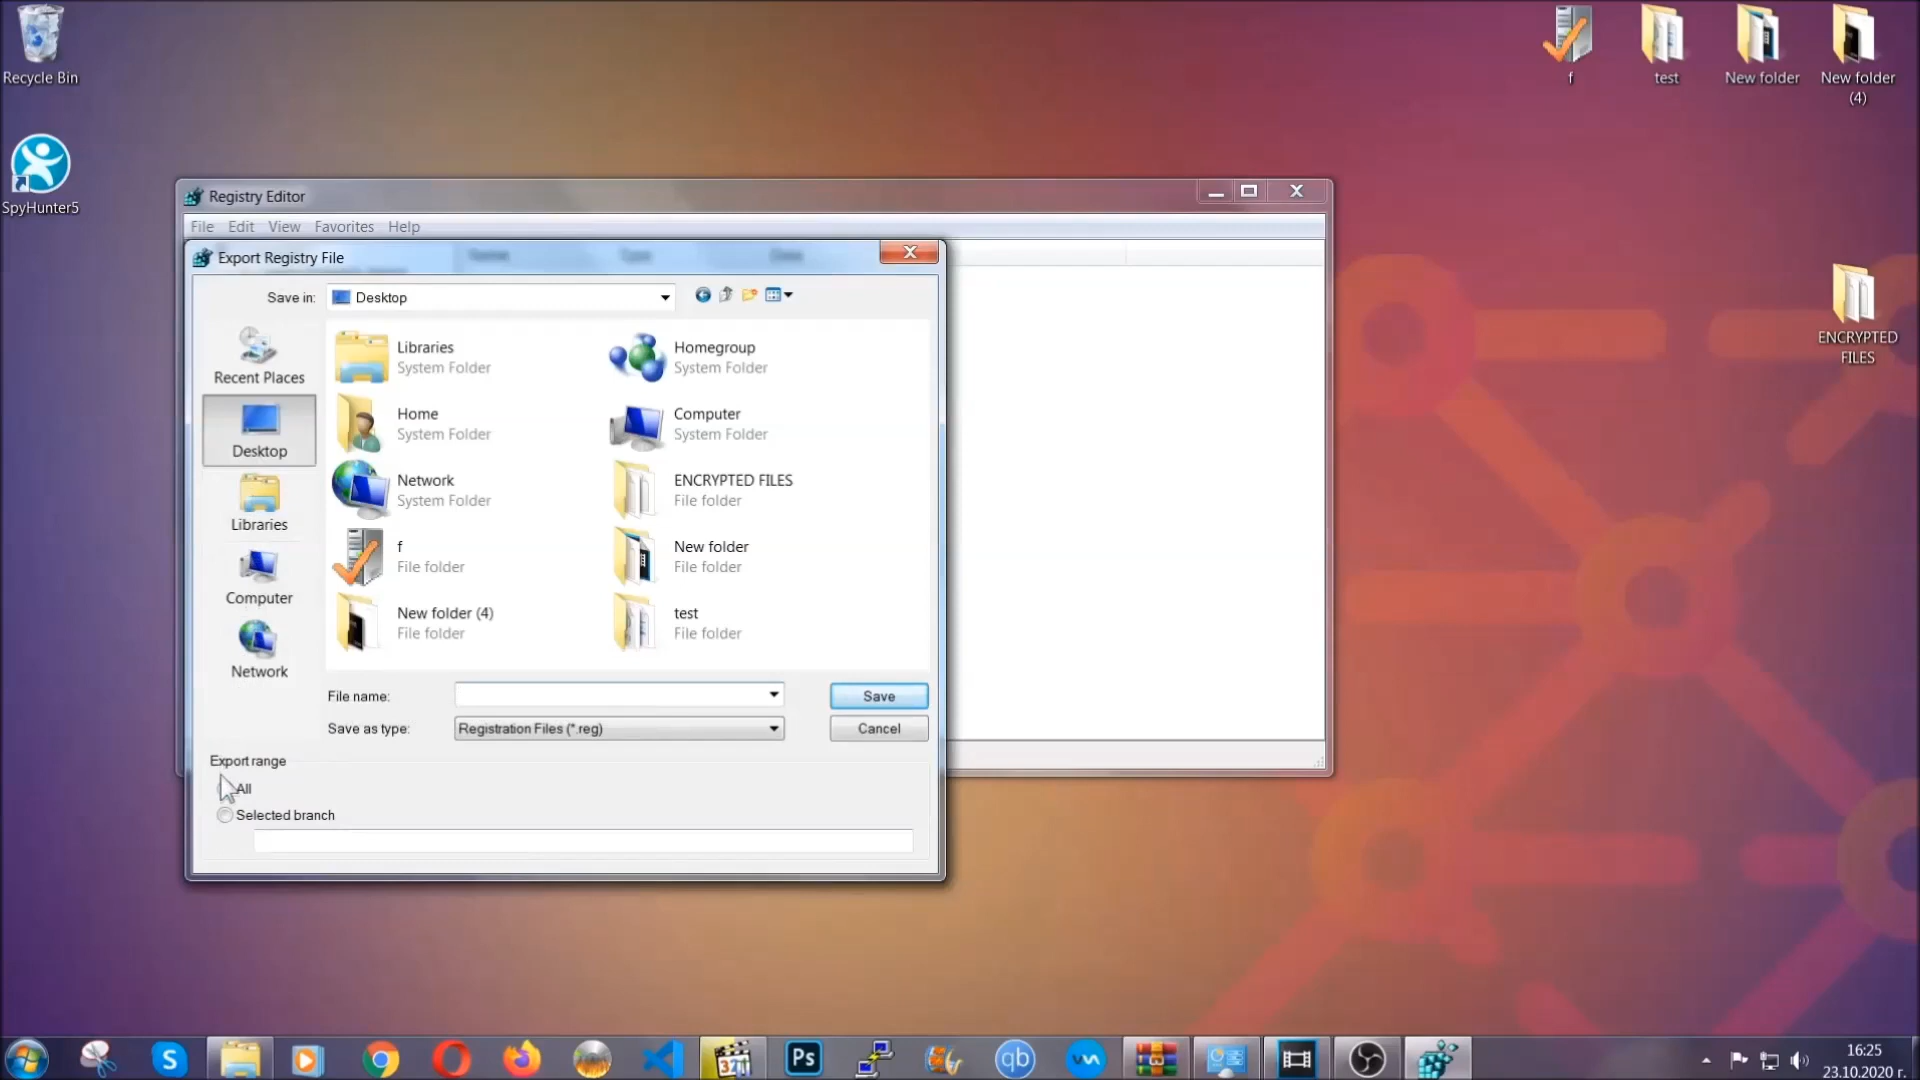 Recycle Bin
SpyHunter5
f
test
New folder
New folder
(4)
ENCRYPTED
FILES
Registry Editor
File Edit View Favorites Help
Export Registry File
Save in:
Desktop
Recent Places
Desktop
Libraries
Computer
Network
Libraries
System Folder
Homegroup
System Folder
Home
System Folder
Computer
System Folder
Network
System Folder
ENCRYPTED FILES
File folder
f
File folder
New folder
File folder
New folder (4)
File folder
test
File folder
File name:
Save
Save as type:
Registration Files (*.reg)
Cancel
Export range
All
Selected branch
S
321
Ps
qb
16:25
23.10.2020 г.